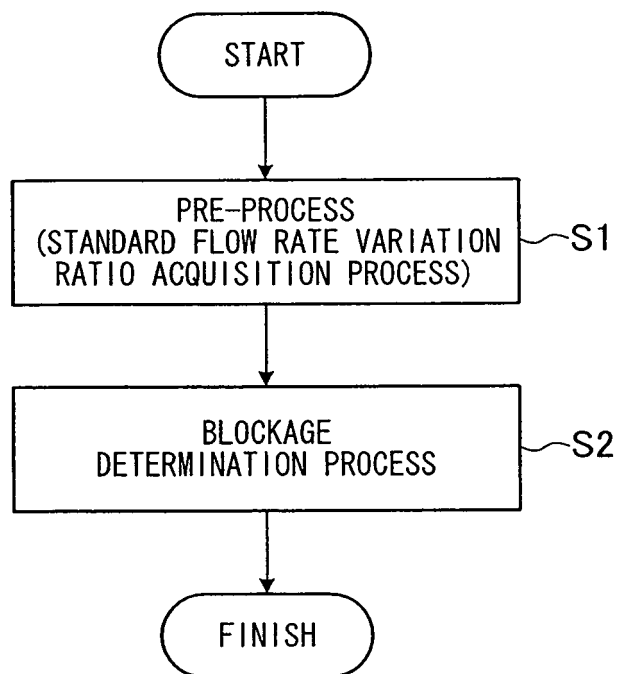 START
PRE-PROCESS
(STANDARD FLOW RATE VARIATION
RATIO ACQUISITION PROCESS)
S1
BLOCKAGE
DETERMINATION PROCESS
S2
FINISH